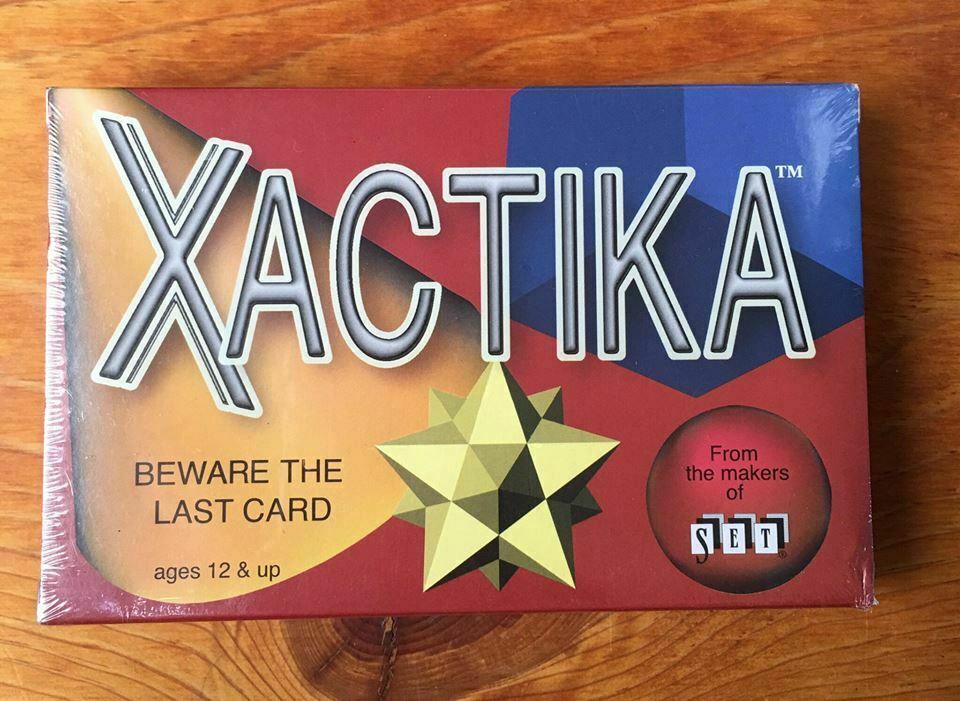 XACTIKA™
BEWARE THE
LAST CARD
ages 12 & up
From
the makers
of
SET®